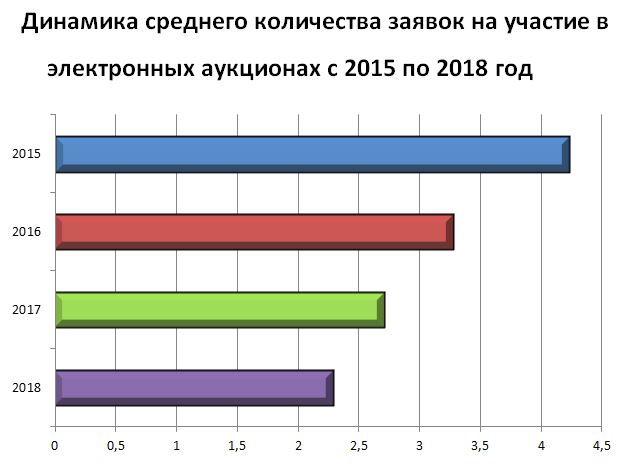 Динамика среднего количества заявок на участие в
электронных аукционах с 2015 по 2018 год
2015
2016
2017
2018
0 0,5 1 1,5 2 2,5 3 3,5 4 4,5